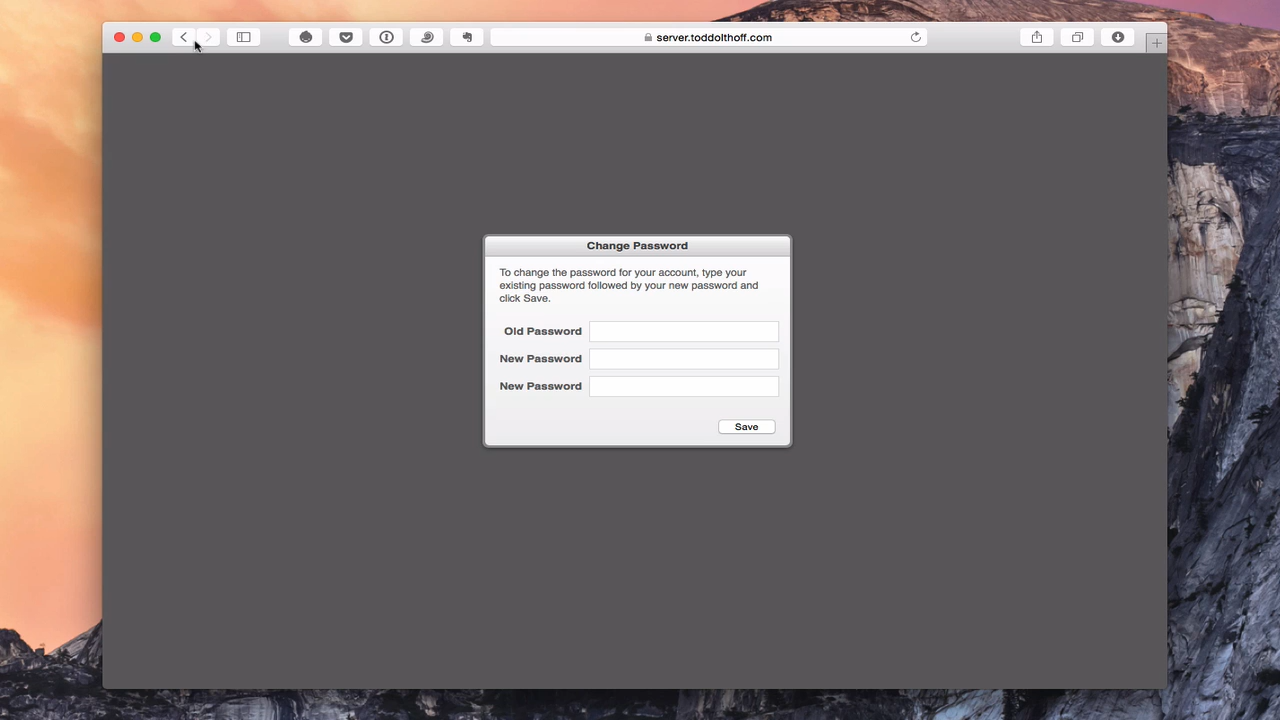 server.toddolthoff.com
Change Password
To change the password for your account, type your
existing password followed by your new password and
click Save.
Old Password
New Password
New Password
Save